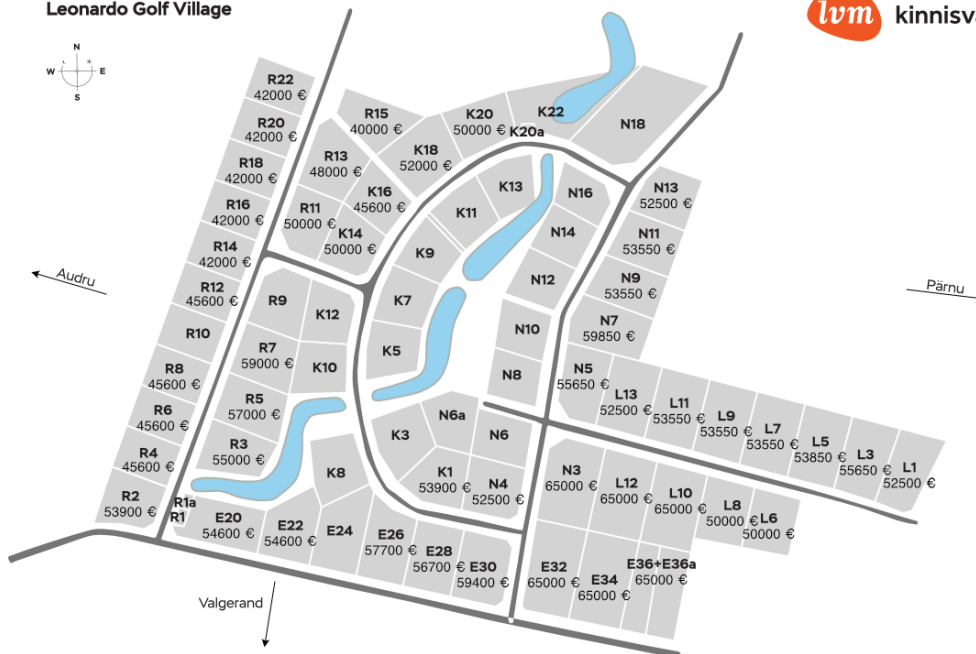 Leonardo Golf Village
lvm kinnisva
N
W E
S
R22
42000 €
R20
42000 €
R18
42000 €
R16
42000 €
R14
42000 €
R12
45600 €
R10
R8
45600 €
R6
45600 €
R4
45600 €
R2
53900 €
R15
40000 €
R13
48000 €
R11
50000 €
K16
45600 €
K14
50000 €
K18
52000 €
K20
50000 €
K20a
K22
N18
K13
K11
K9
K7
K5
N16
N14
N12
N10
N8
N13
52500 €
N11
53550 €
N9
53550 €
N7
59850 €
N5
55650 €
L13
52500 €
L11
53550 €
L9
53550 €
L7
53550 €
L5
53850 €
L3
55650 €
L1
52500 €
Audru
Pärnu
R9
K12
R7
59000 €
K10
R5
57000 €
R3
55000 €
R1a
R1
K8
K3
N6a
N6
K1
53900 €
N4
52500 €
N3
65000 €
L12
65000 €
L10
65000 €
L8
50000 €
L6
50000 €
E20
54600 €
E22
54600 €
E24
E26
57700 €
E28
56700 €
E30
59400 €
E32
65000 €
E34
65000 €
E36+E36a
65000 €
Valgerand